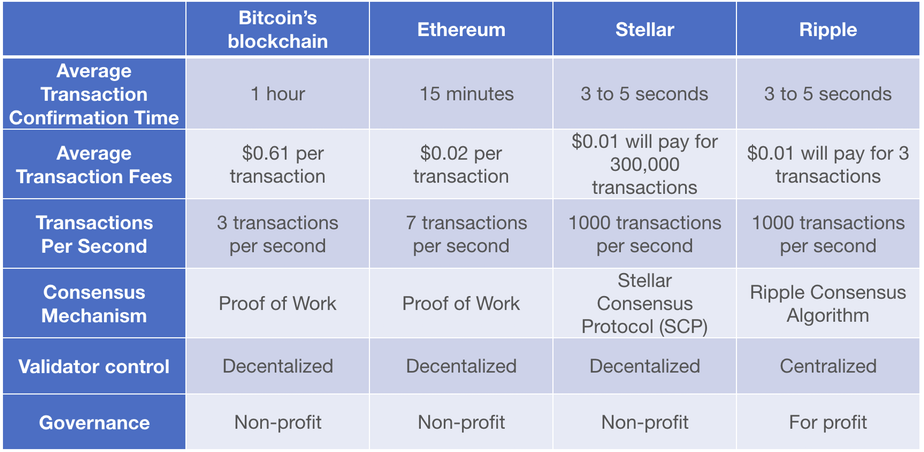 Bitcoin's
blockchain
Ethereum
Stellar
Ripple
Average
Transaction
Confirmation Time
1 hour
15 minutes
3 to 5 seconds
3 to 5 seconds
Average
Transaction Fees
$0.61 per
transaction
$0.02 per
transaction
$0.01 will pay for
300,000
transactions
$0.01 will pay for 3
transactions
Transactions
Per Second
3 transactions
per second
7 transactions
per second
1000 transactions
per second
1000 transactions
per second
Consensus
Mechanism
Proof of Work
Proof of Work
Stellar
Consensus
Protocol (SCP)
Ripple Consensus
Algorithm
Validator control
Decentalized
Decentalized
Decentalized
Centralized
Governance
Non-profit
Non-profit
Non-profit
For profit